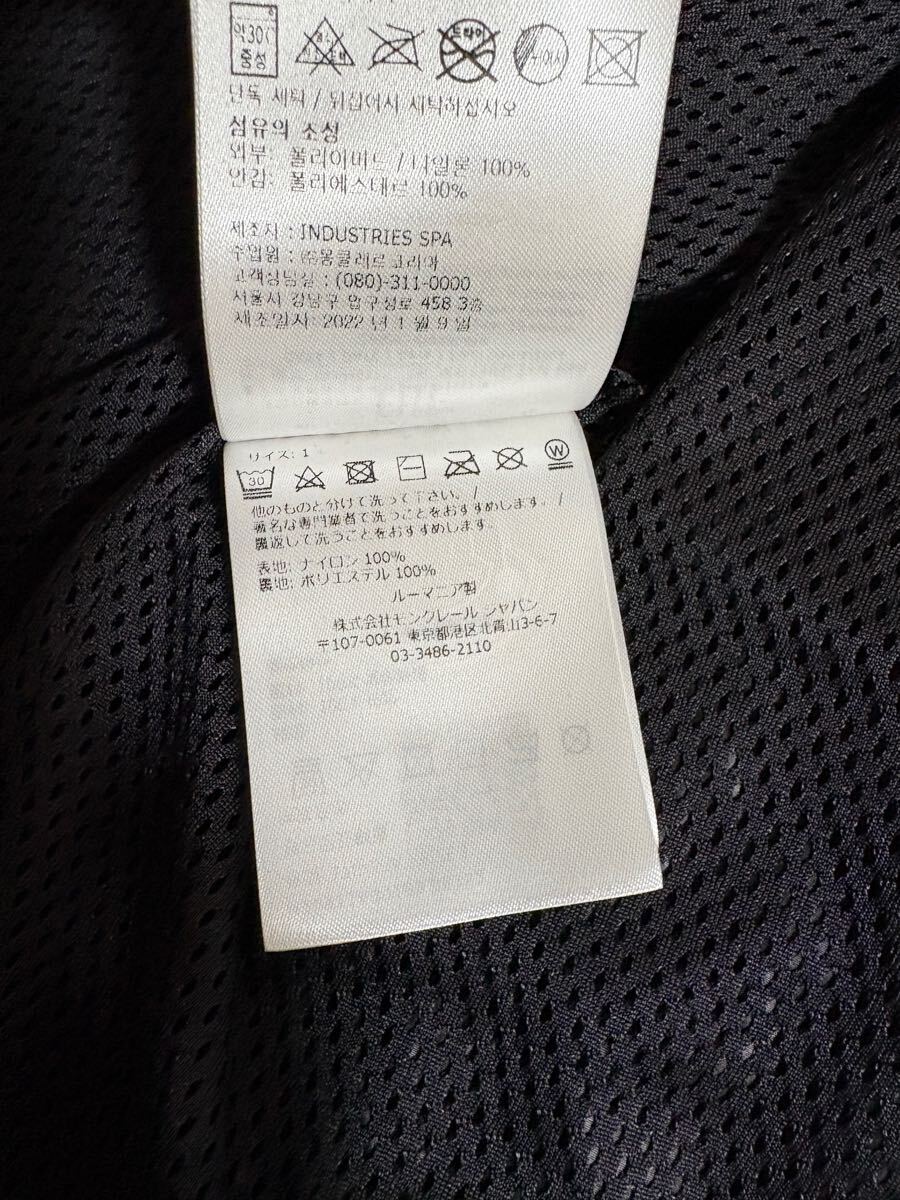 약30℃
중성
드라이
단독 세탁 / 뒤집어서 세탁하십시오
섬유의 소성
외부: 폴리아미드 / 나일론 100%
안감: 폴리에스테르 100%
제조자 : INDUSTRIES SPA
수입원 : ㈜몽클레르코리아
고객상담실 : (080)-311-0000
서울시 강남구 압구정로 458 3층
제조일자: 2022 년 1 월 9 일
サイズ: 1
30
W
他のものと分けて洗って下さい。/
著名な専門業者で洗うことをおすすめします。/
裏返して洗うことをおすすめします。
表地: ナイロン 100%
裏地: ポリエステル 100%
ルーマニア製
株式会社モンクレール ジャパン
〒107-0061 東京都港区北青山3-6-7
03-3486-2110